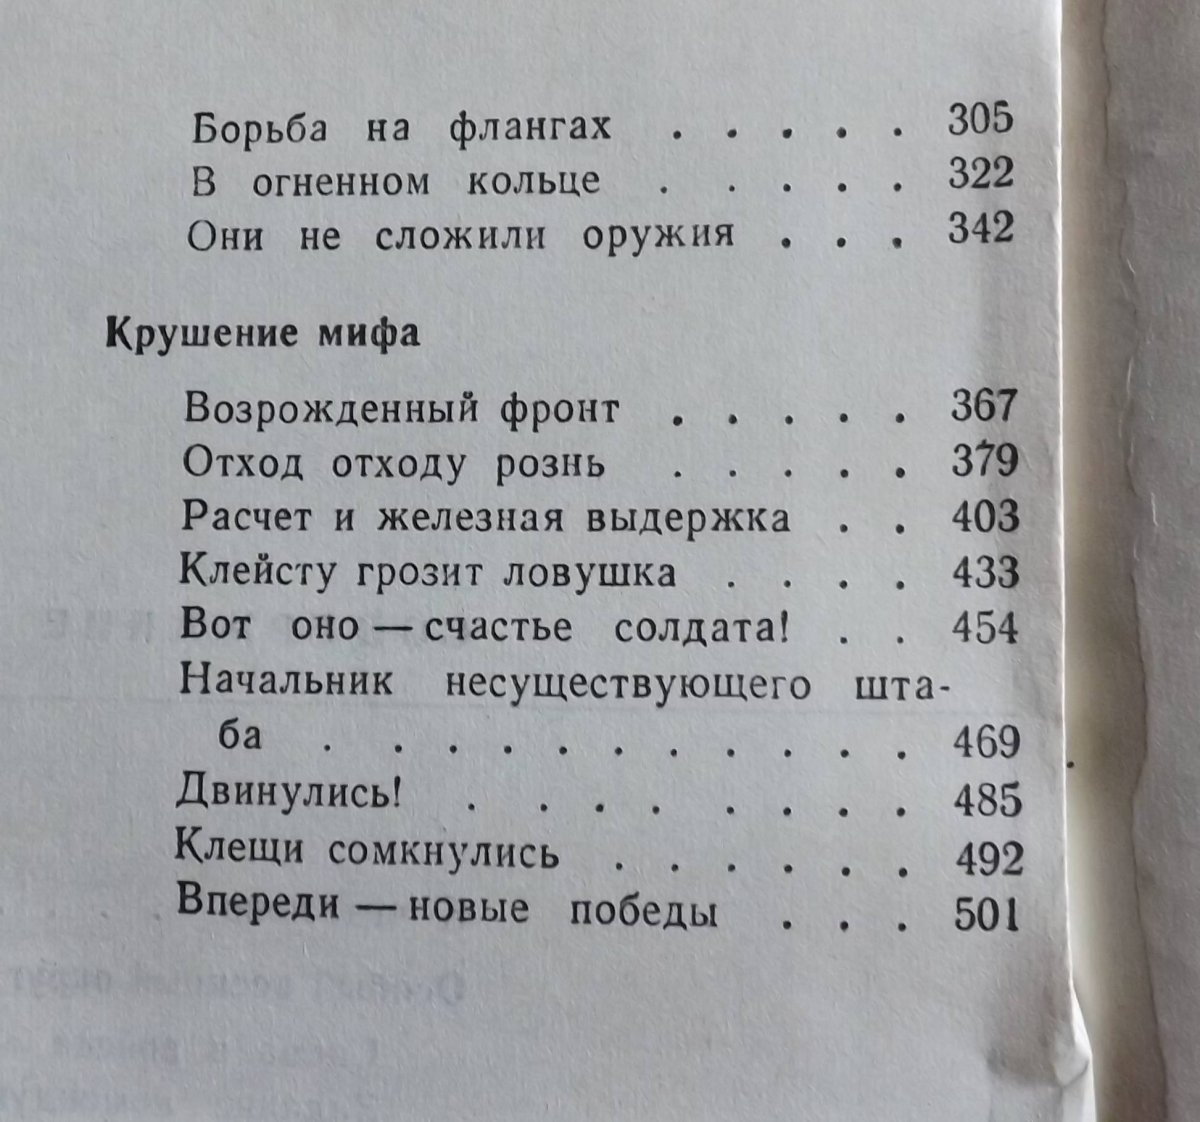 Борьба на флангах . . . . . 305
В огненном кольце . . . . . 322
Они не сложили оружия . . . 342
Крушение мифа
Возрожденный фронт . . . . . 367
Отход отходу рознь . . . . . 379
Расчет и железная выдержка . . 403
Клейсту грозит ловушка . . . . 433
Вот оно — счастье солдата! . . 454
Начальник несуществующего шта-
ба . . . . . . . . . . . 469
Двинулись! . . . . . . . . 485
Клещи сомкнулись . . . . . . 492
Впереди — новые победы . . . 501